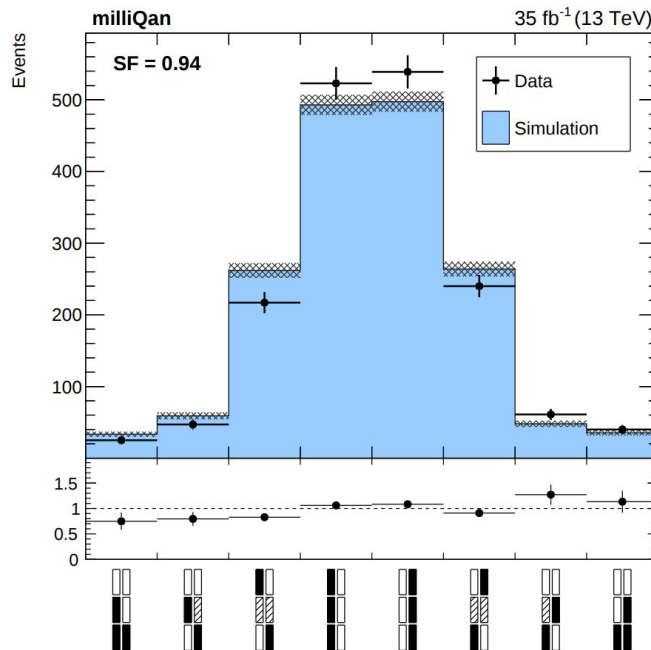 milliQan 35 fb⁻¹ (13 TeV)
SF = 0.94
Events
Data
Simulation
500
400
300
200
100
1.5
1
0.5
0